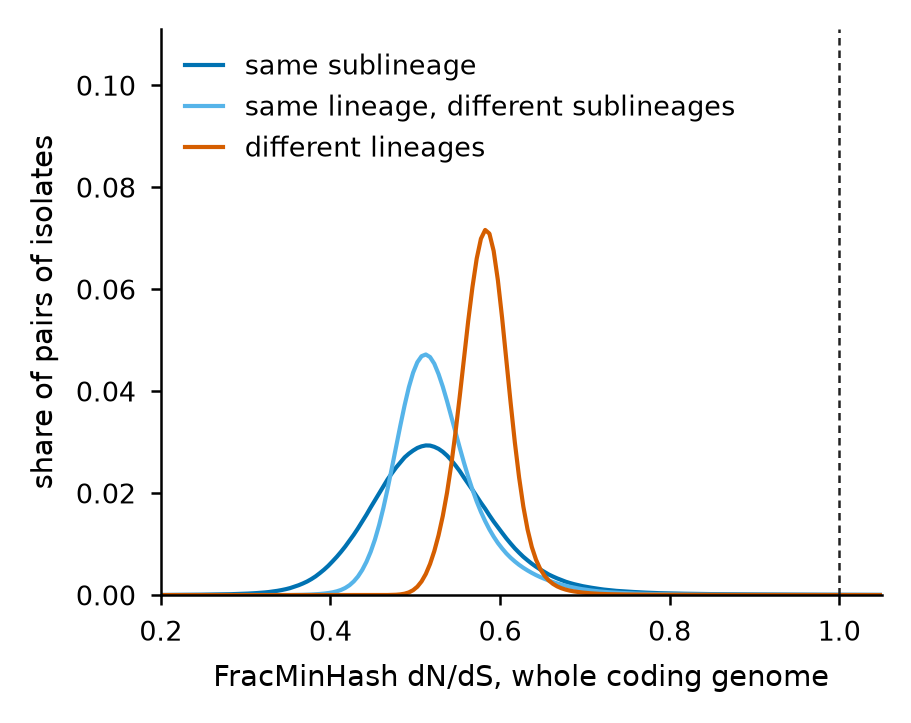 same sublineage
same lineage, different sublineages
different lineages
share of pairs of isolates
0.10
0.08
0.06
0.04
0.02
0.00
0.2 0.4 0.6 0.8 1.0
FracMinHash dN/dS, whole coding genome